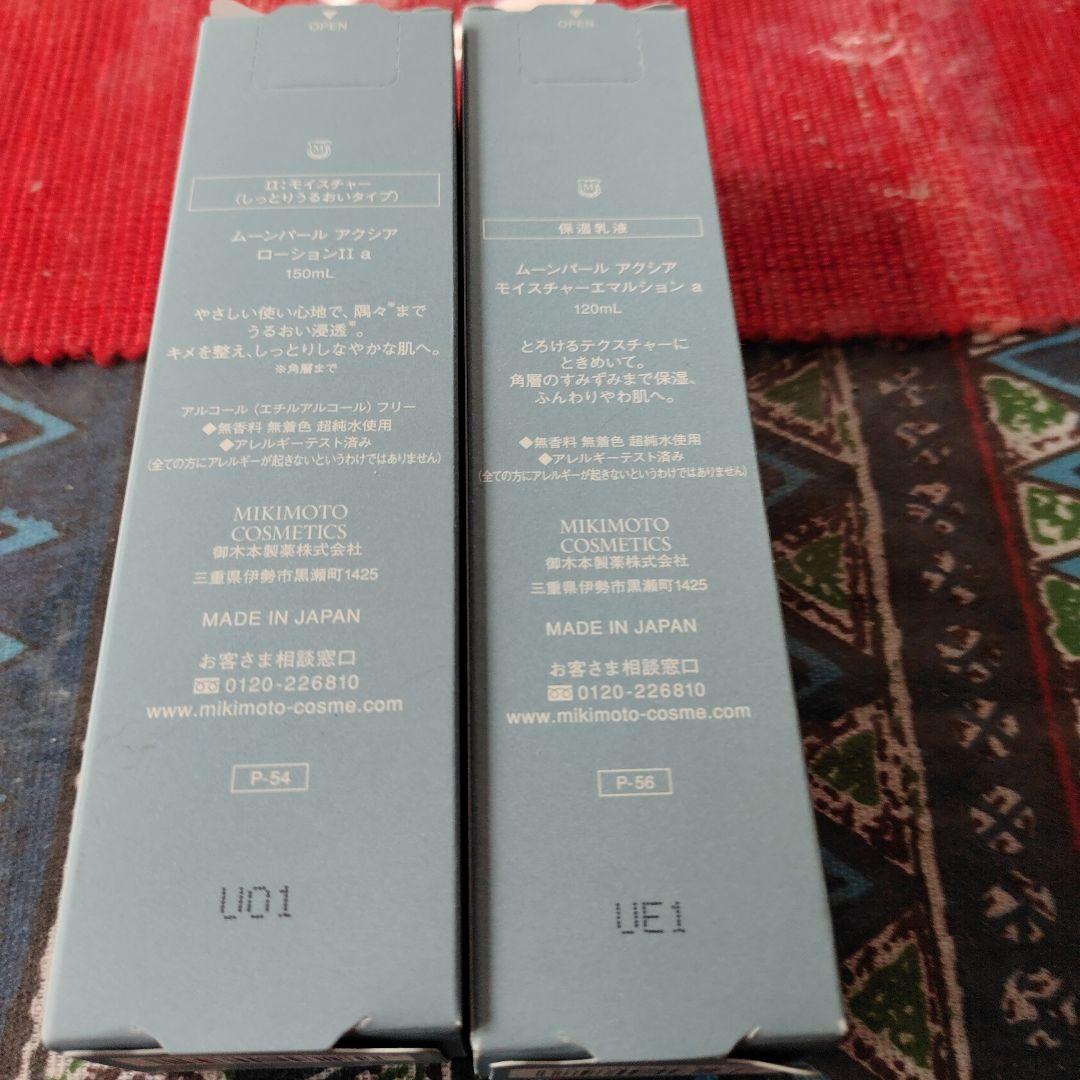 OPEN
M
II:モイスチャー
(しっとりうるおいタイプ)
ムーンパール アクシア
ローションII a
150mL
やさしい使い心地で、隅々※まで
うるおい浸透※。
キメを整え、しっとりしなやかな肌へ。
※角層まで
アルコール(エチルアルコール)フリー
◆無香料 無着色 超純水使用
◆アレルギーテスト済み
(全ての方にアレルギーが起きないというわけではありません)
MIKIMOTO
COSMETICS
御木本製薬株式会社
三重県伊勢市黒瀬町1425
MADE IN JAPAN
お客さま相談窓口
0120-226810
www.mikimoto-cosme.com
P-54
UO1
OPEN
M
保湿乳液
ムーンパール アクシア
モイスチャーエマルション a
120mL
とろけるテクスチャーに
ときめいて。
角層のすみずみまで保湿、
ふんわりやわ肌へ。
◆無香料 無着色 超純水使用
◆アレルギーテスト済み
(全ての方にアレルギーが起きないというわけではありません)
MIKIMOTO
COSMETICS
御木本製薬株式会社
三重県伊勢市黒瀬町1425
MADE IN JAPAN
お客さま相談窓口
0120-226810
www.mikimoto-cosme.com
P-56
UE1